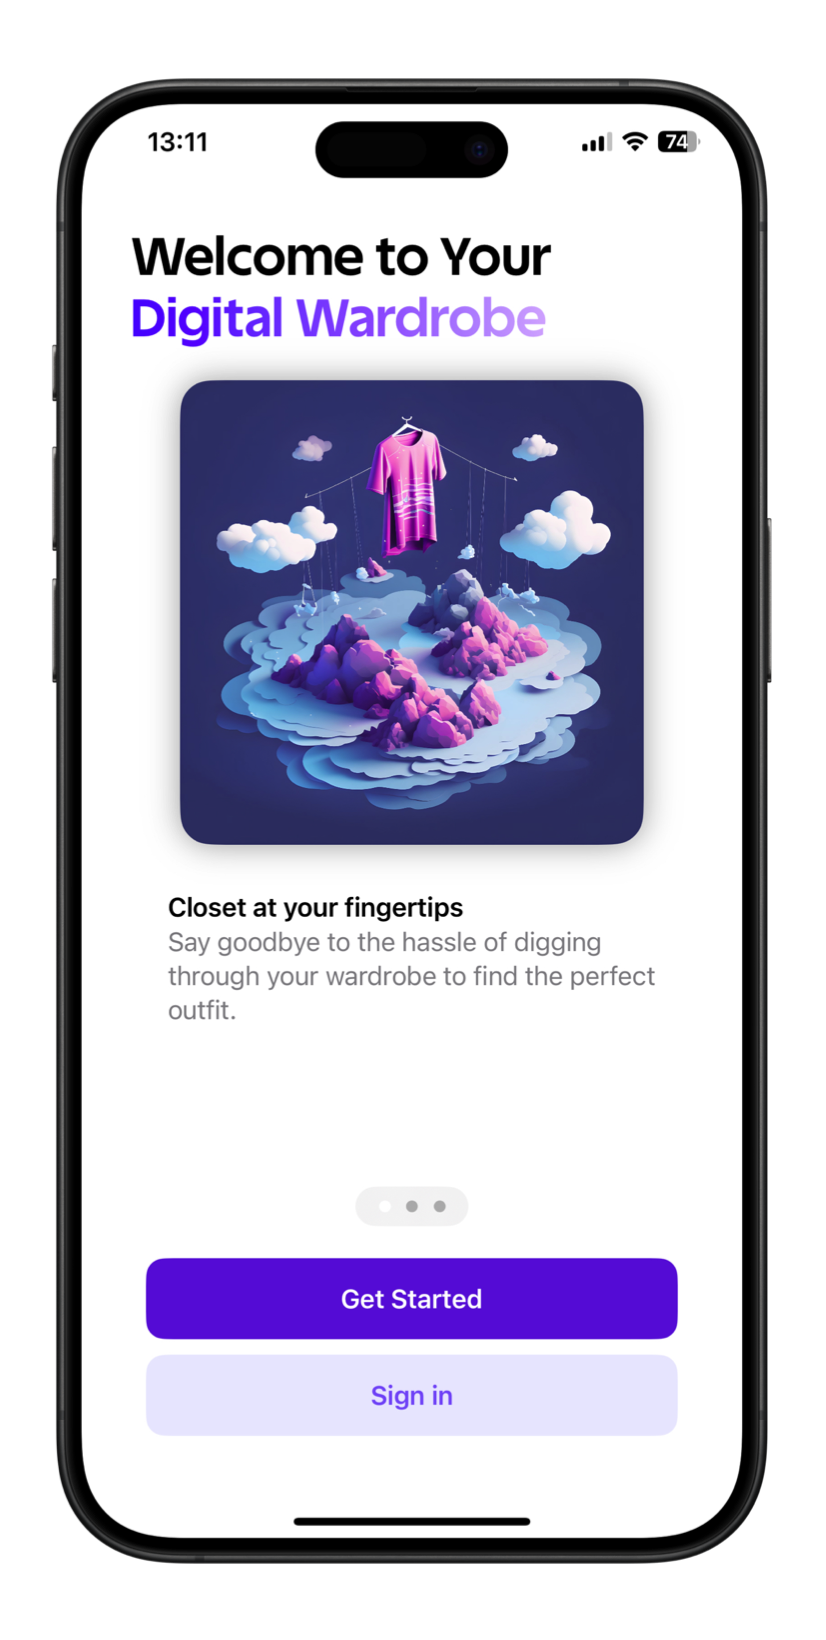 13:11
74
Welcome to Your
Digital Wardrobe
Closet at your fingertips
Say goodbye to the hassle of digging
through your wardrobe to find the perfect
outfit.
Get Started
Sign in